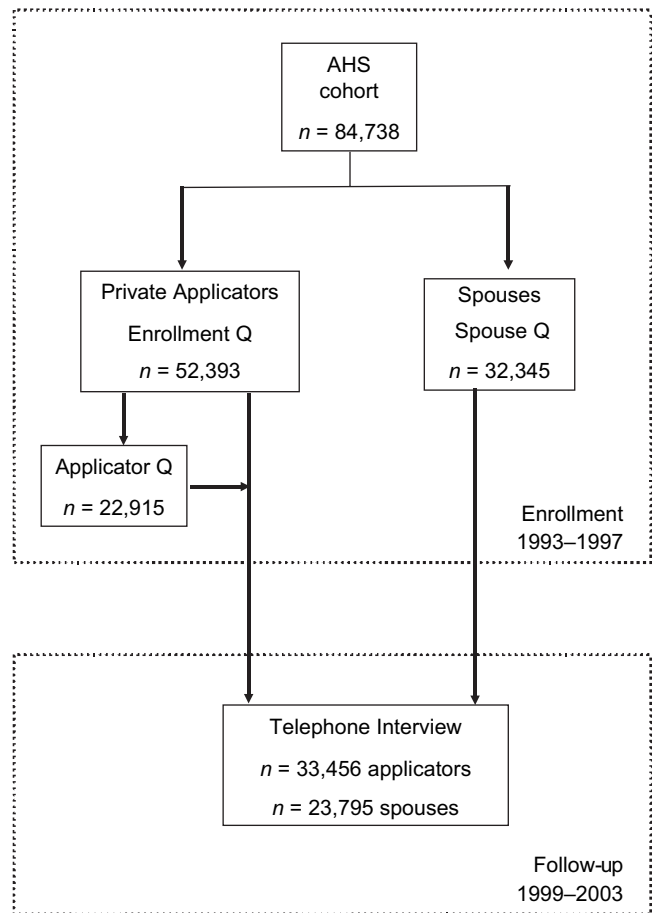 AHS
cohort
n = 84,738
Private Applicators
Enrollment Q
n = 52,393
Spouses
Spouse Q
n = 32,345
Applicator Q
n = 22,915
Enrollment
1993–1997
Telephone Interview
n = 33,456 applicators
n = 23,795 spouses
Follow-up
1999–2003